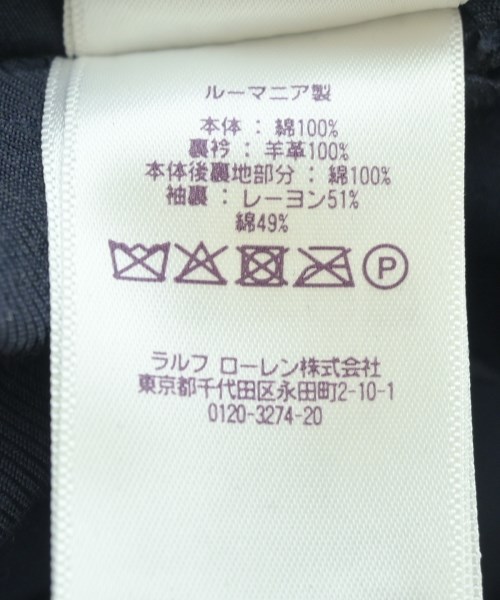 ルーマニア製
本体 : 綿100%
裏衿 : 羊革100%
本体後裏地部分 : 綿100%
袖裏 : レーヨン51%
綿49%
P
ラルフ ローレン株式会社
東京都千代田区永田町2-10-1
0120-3274-20